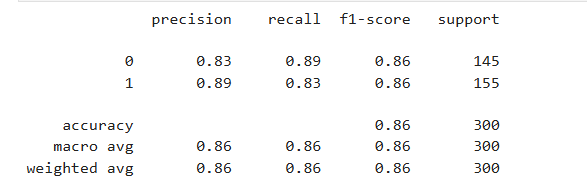 precision recall f1-score support
0 0.83 0.89 0.86 145
1 0.89 0.83 0.86 155
accuracy 0.86 300
macro avg 0.86 0.86 0.86 300
weighted avg 0.86 0.86 0.86 300